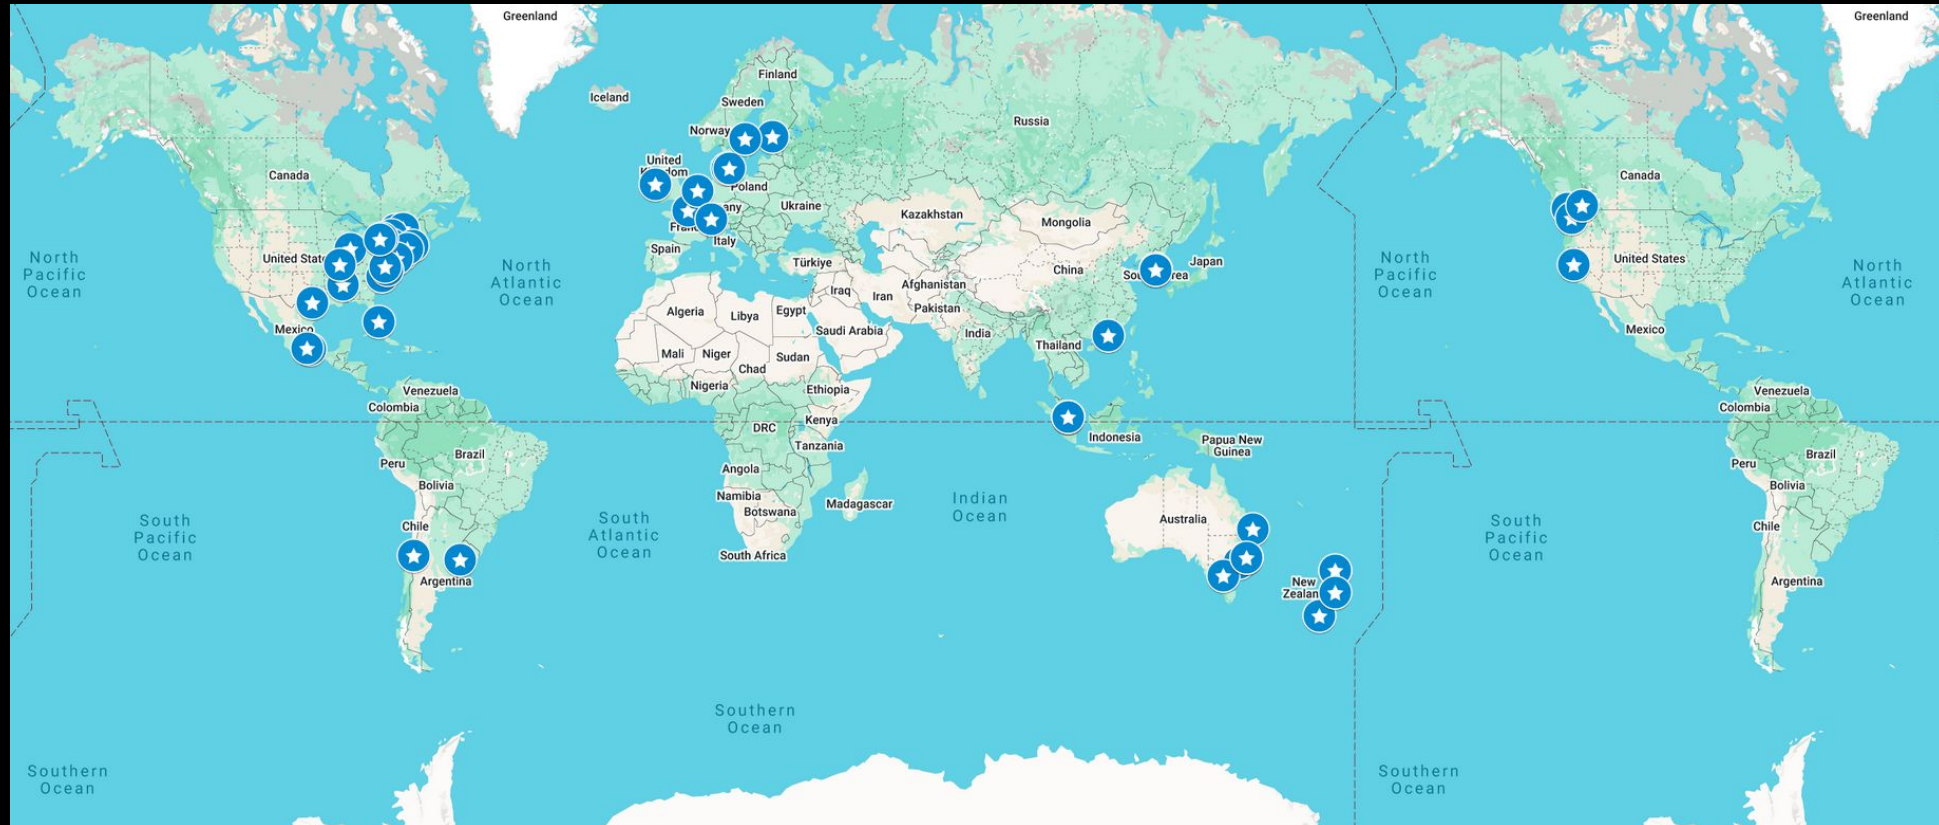 Greenland
Greenland
Finland
Iceland
Sweden
Russia
Norway
United
Canada
Canada
Poland
Ukraine
Kazakhstan
Mongolia
Italy
Spain
North
Pacific
Ocean
North
Atlantic
Ocean
Türkiye
Japan
China
North
Pacific
Ocean
United States
North
Atlantic
Ocean
Iraq
Iran
Afghanistan
Pakistan
Algeria
Libya
Egypt
Saudi Arabia
India
Mexico
Mexico
Thailand
Mali
Niger
Chad
Sudan
Nigeria
Ethiopia
Venezuela
Colombia
Venezuela
Colombia
DRC
Kenya
Tanzania
Indonesia
Papua New
Guinea
Peru
Brazil
Bolivia
Peru
Brazil
Bolivia
Angola
Namibia
Botswana
Madagascar
Indian
Ocean
South
Pacific
Ocean
Chile
South
Atlantic
Ocean
South Africa
Australia
South
Pacific
Ocean
Chile
Argentina
New
Argentina
Southern
Ocean
Southern
Ocean
Southern
Ocean